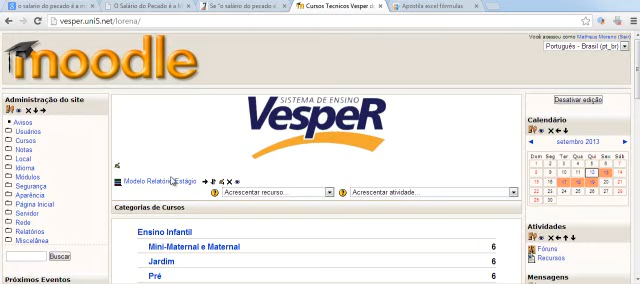 o salario do pecado é a m
O Salário do Pecado é a M
Se "o salário do pecado é
Cursos Tecnicos Vesper de
Apostila excel fórmulas
vesper.uni5.net/lorena/
moodle
Você acessou como Matheus Moreno (Sair)
Português - Brasil (pt_br)
Administração do site
Avisos
Usuários
Cursos
Notas
Local
Idioma
Módulos
Segurança
Aparência
Página Inicial
Servidor
Rede
Relatórios
Miscelânea
Buscar
Próximos Eventos
SISTEMA DE ENSINO
VESPER
Modelo Relatório Estágio
Acrescentar recurso...
Acrescentar atividade...
Categorias de Cursos
Ensino Infantil
Mini-Maternal e Maternal 6
Jardim 6
Pré 6
Desativar edição
Calendário
setembro 2013
Dom Seg Ter Qua Qui Sex Sáb
1 2 3 4 5 6 7
8 9 10 11 12 13 14
15 16 17 18 19 20 21
22 23 24 25 26 27 28
29 30
Atividades
Fóruns
Recursos
Mensagens